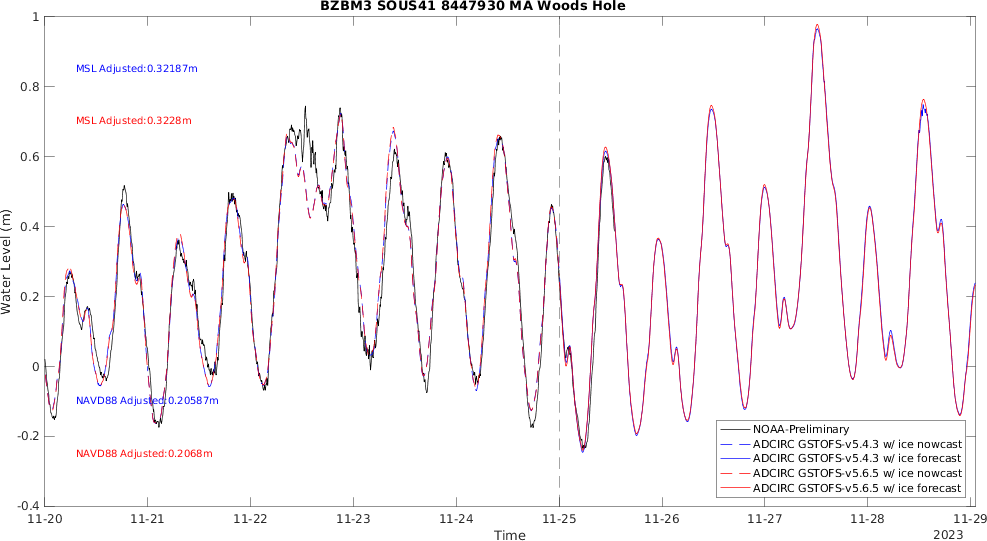 BZBM3 SOUS41 8447930 MA Woods Hole
1
0.8
0.6
0.4
0.2
0
-0.2
-0.4
Water Level (m)
MSL Adjusted:0.32187m
MSL Adjusted:0.3228m
NAVD88 Adjusted:0.20587m
NAVD88 Adjusted:0.2068m
NOAA-Preliminary
ADCIRC GSTOFS-v5.4.3 w/ ice nowcast
ADCIRC GSTOFS-v5.4.3 w/ ice forecast
ADCIRC GSTOFS-v5.6.5 w/ ice nowcast
ADCIRC GSTOFS-v5.6.5 w/ ice forecast
11-20 11-21 11-22 11-23 11-24 11-25 11-26 11-27 11-28 11-29
Time
2023